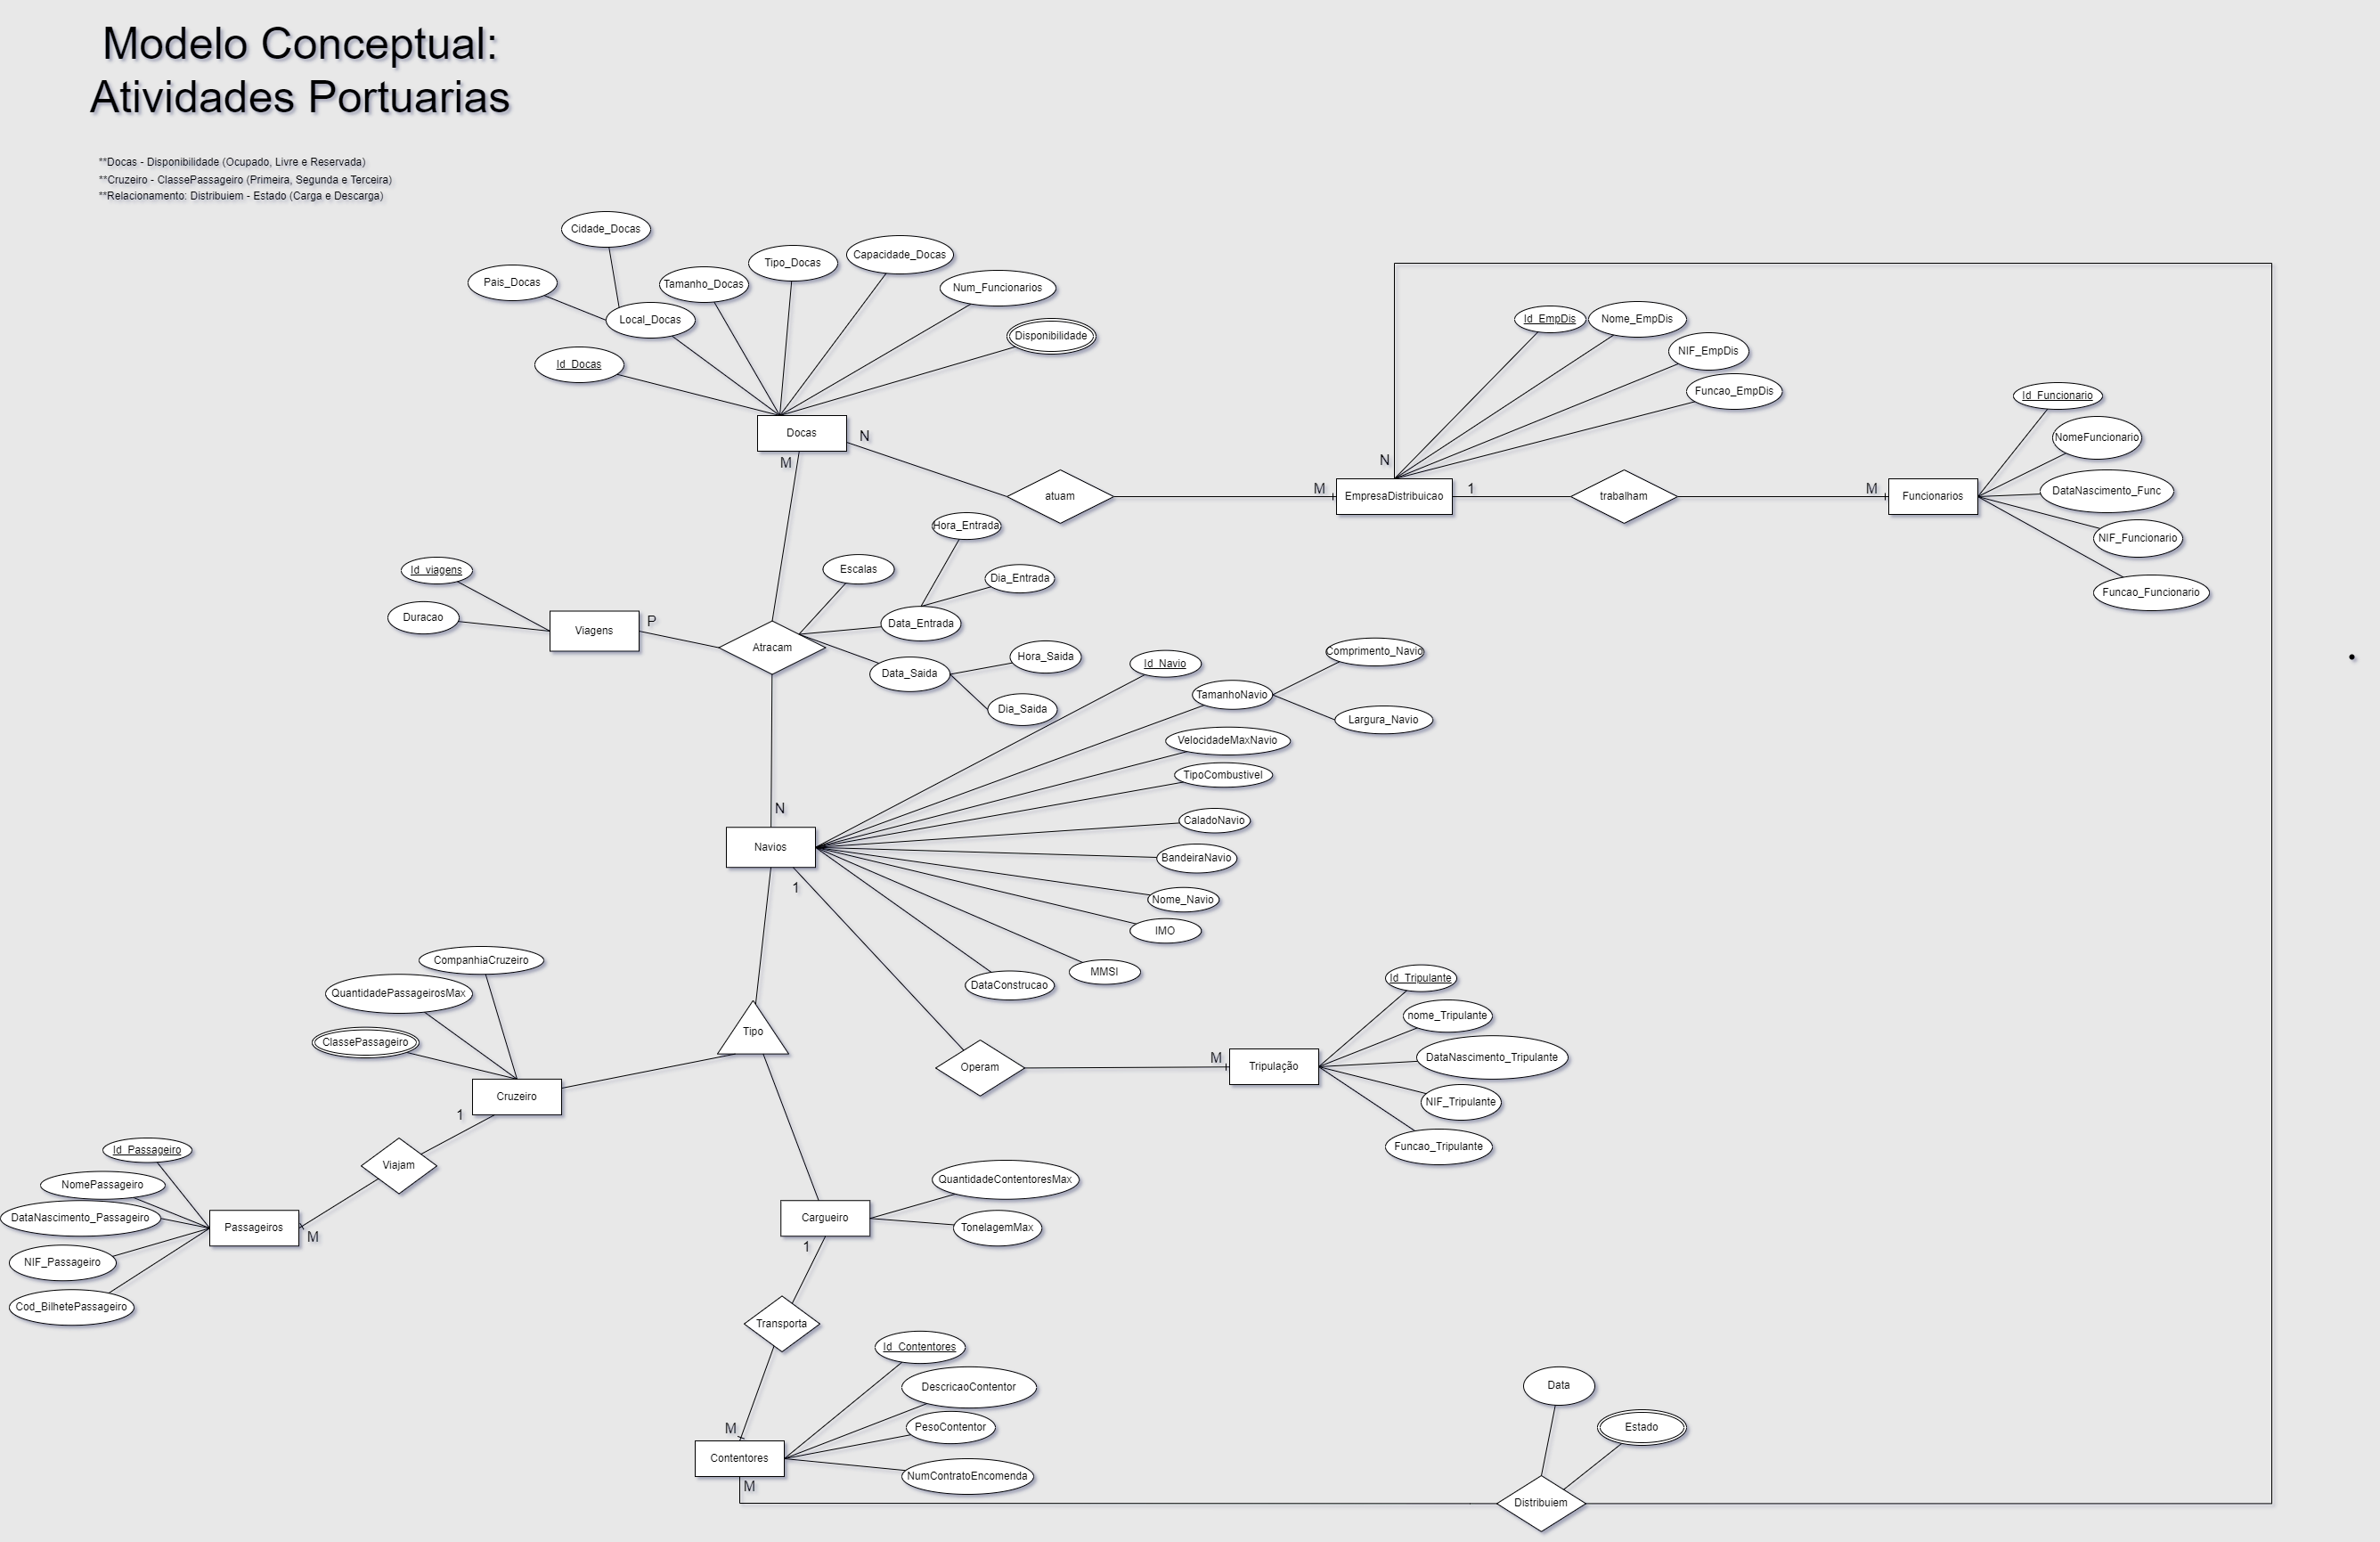 Modelo Conceptual:
Atividades Portuarias
**Docas - Disponibilidade (Ocupado, Livre e Reservada)
**Cruzeiro - ClassePassageiro (Primeira, Segunda e Terceira)
**Relacionamento: Distribuiem - Estado (Carga e Descarga)
Cidade_Docas
Pais_Docas
Local_Docas
Tamanho_Docas
Tipo_Docas
Capacidade_Docas
Num_Funcionarios
Disponibilidade
Id_Docas
Docas
N
M
atuam
M
N
Id_EmpDis
Nome_EmpDis
NIF_EmpDis
Funcao_EmpDis
EmpresaDistribuicao
1
trabalham
M
Funcionarios
Id_Funcionario
NomeFuncionario
DataNascimento_Func
NIF_Funcionario
Funcao_Funcionario
Id_viagens
Duracao
Viagens
P
Atracam
Escalas
Hora_Entrada
Dia_Entrada
Data_Entrada
Data_Saida
Hora_Saida
Dia_Saida
N
Navios
1
Id_Navio
TamanhoNavio
Comprimento_Navio
Largura_Navio
VelocidadeMaxNavio
TipoCombustivel
CaladoNavio
BandeiraNavio
Nome_Navio
IMO
MMSI
DataConstrucao
Tipo
Operam
M
Tripulação
Id_Tripulante
nome_Tripulante
DataNascimento_Tripulante
NIF_Tripulante
Funcao_Tripulante
CompanhiaCruzeiro
QuantidadePassageirosMax
ClassePassageiro
Cruzeiro
1
Viajam
M
Passageiros
Id_Passageiro
NomePassageiro
DataNascimento_Passageiro
NIF_Passageiro
Cod_BilhetePassageiro
Cargueiro
QuantidadeContentoresMax
TonelagemMax
1
Transporta
M
Contentores
M
Id_Contentores
DescricaoContentor
PesoContentor
NumContratoEncomenda
Data
Estado
Distribuiem